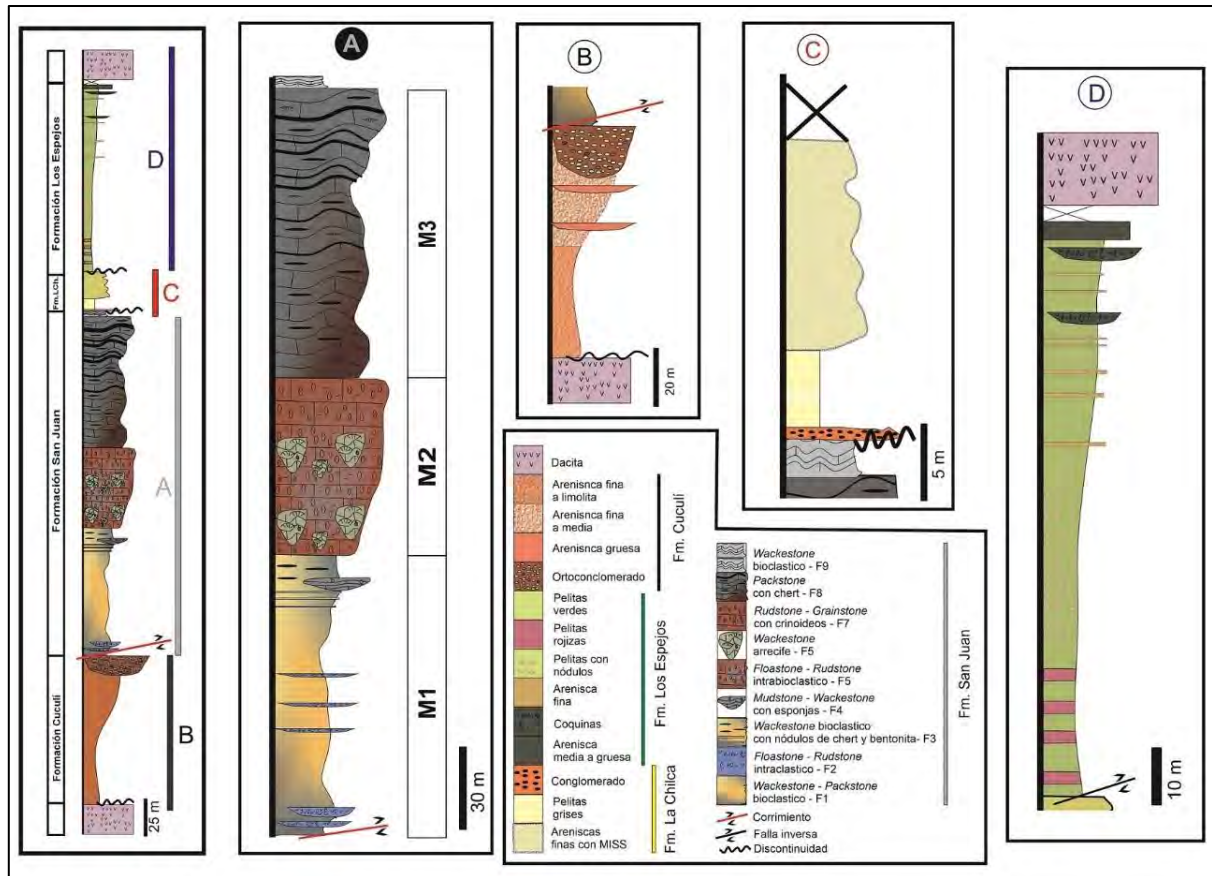 Formación Los Espejos
Fm.LCh.
Formación San Juan
Formación Cuculí
D
C
A
B
25 m
A
M3
M2
M1
30 m
B
20 m
C
5 m
D
10 m
Dacita
Arenisnca fina
a limolita
Arenisnca fina
a media
Arenisnca gruesa
Ortoconclomerado
Fm. Cuculí
Pelitas
verdes
Pelitas
rojizas
Pelitas con
nódulos
Arenisca
fina
Coquinas
Arenisca
media a gruesa
Fm. Los Espejos
Conglomerado
Pelitas
grises
Areniscas
finas con MISS
Fm. La Chilca
Wackestone
bioclastico - F9
Packstone
con chert - F8
Rudstone - Grainstone
con crinoideos - F7
Wackestone
arrecife - F5
Floastone - Rudstone
intrabioclastico - F5
Mudstone - Wackestone
con esponjas - F4
Wackestone bioclastico
con nódulos de chert y bentonita- F3
Floastone - Rudstone
intraclastico - F2
Wackestone - Packstone
bioclastico - F1
Fm. San Juan
Corrimiento
Falla inversa
Discontinuidad